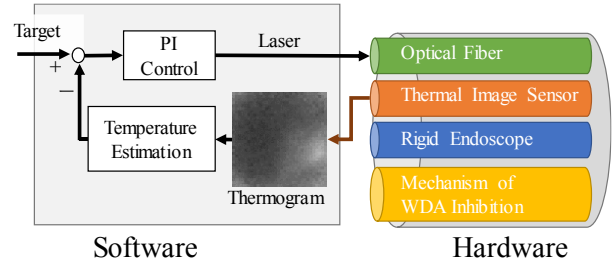 Target
+
−
PI
Control
Laser
Temperature
Estimation
Thermogram
Optical Fiber
Thermal Image Sensor
Rigid Endoscope
Mechanism of
WDA Inhibition
Software
Hardware